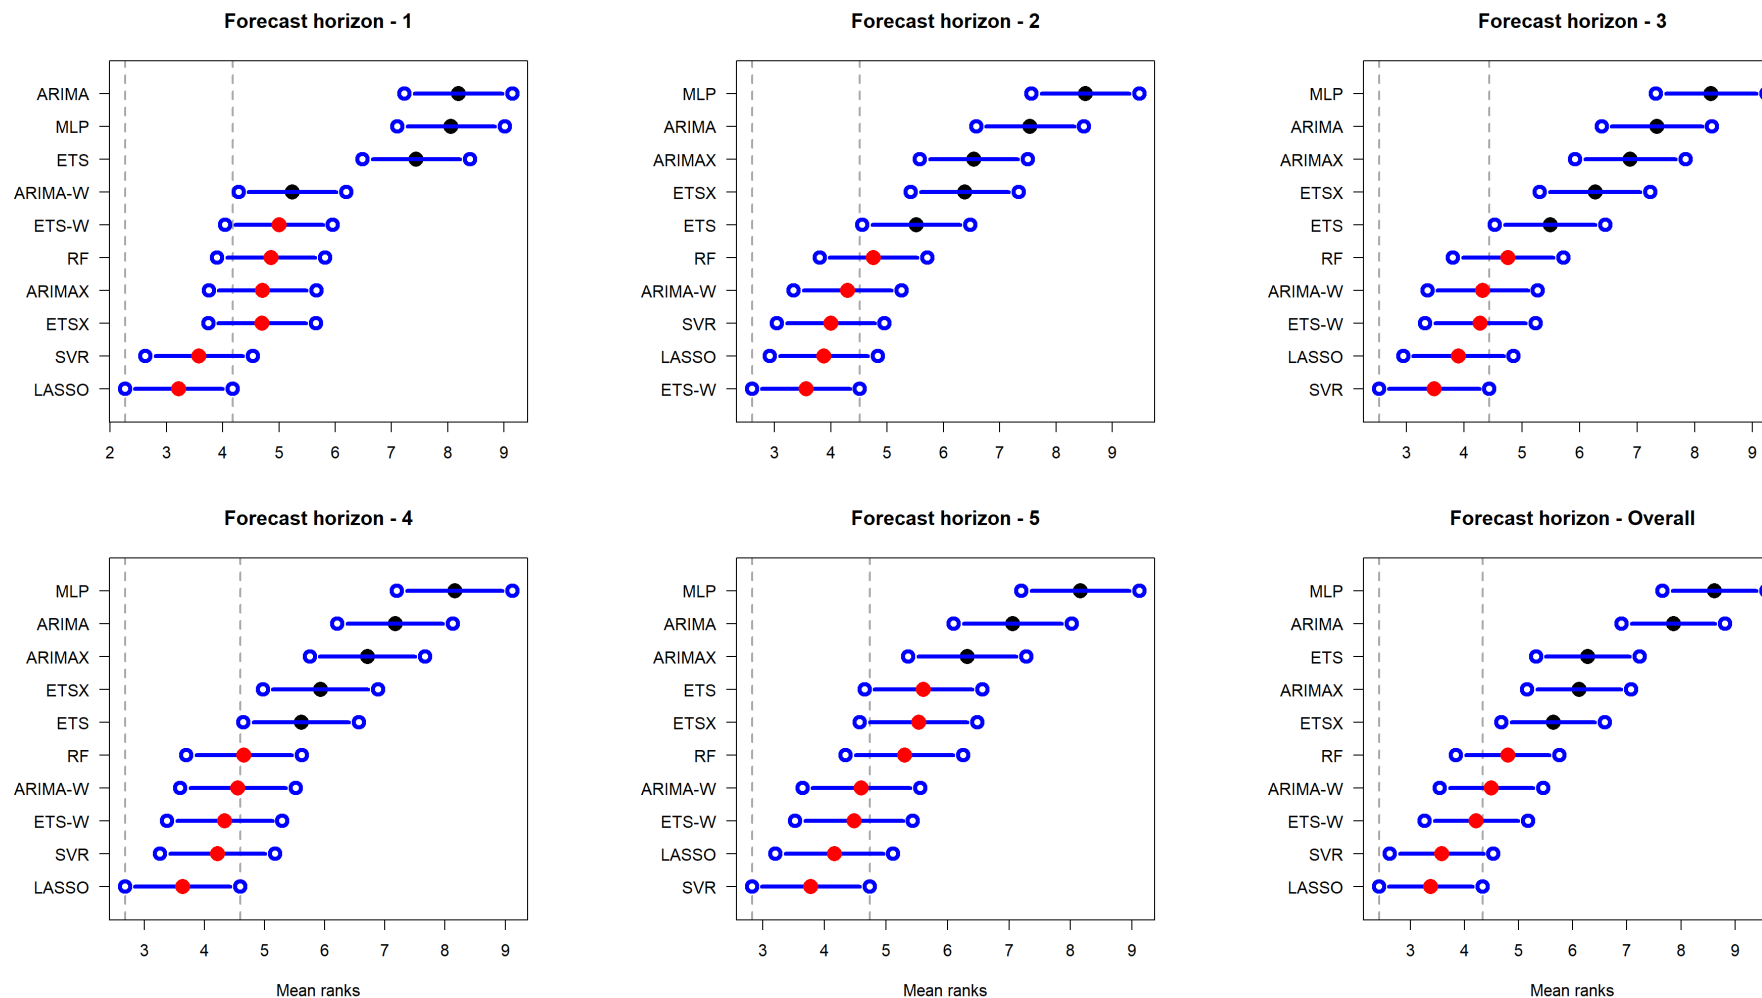 Forecast horizon - 1
ARIMA
MLP
ETS
ARIMA-W
ETS-W
RF
ARIMAX
ETSX
SVR
LASSO
2 3 4 5 6 7 8 9
Forecast horizon - 2
MLP
ARIMA
ARIMAX
ETSX
ETS
RF
ARIMA-W
SVR
LASSO
ETS-W
3 4 5 6 7 8 9
Forecast horizon - 3
MLP
ARIMA
ARIMAX
ETSX
ETS
RF
ARIMA-W
ETS-W
LASSO
SVR
3 4 5 6 7 8 9
Forecast horizon - 4
MLP
ARIMA
ARIMAX
ETSX
ETS
RF
ARIMA-W
ETS-W
SVR
LASSO
3 4 5 6 7 8 9
Mean ranks
Forecast horizon - 5
MLP
ARIMA
ARIMAX
ETS
ETSX
RF
ARIMA-W
ETS-W
LASSO
SVR
3 4 5 6 7 8 9
Mean ranks
Forecast horizon - Overall
MLP
ARIMA
ETS
ARIMAX
ETSX
RF
ARIMA-W
ETS-W
SVR
LASSO
3 4 5 6 7 8 9
Mean ranks